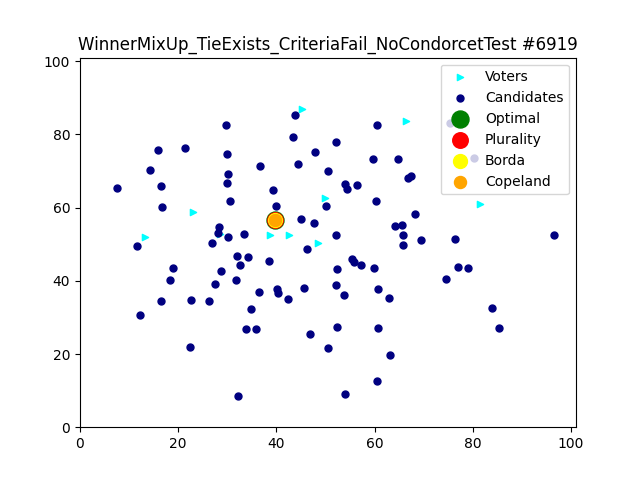 WinnerMixUp_TieExists_CriteriaFail_NoCondorcetTest #6919
100
80
60
40
20
0
0 20 40 60 80 100
Voters
Candidates
Optimal
Plurality
Borda
Copeland